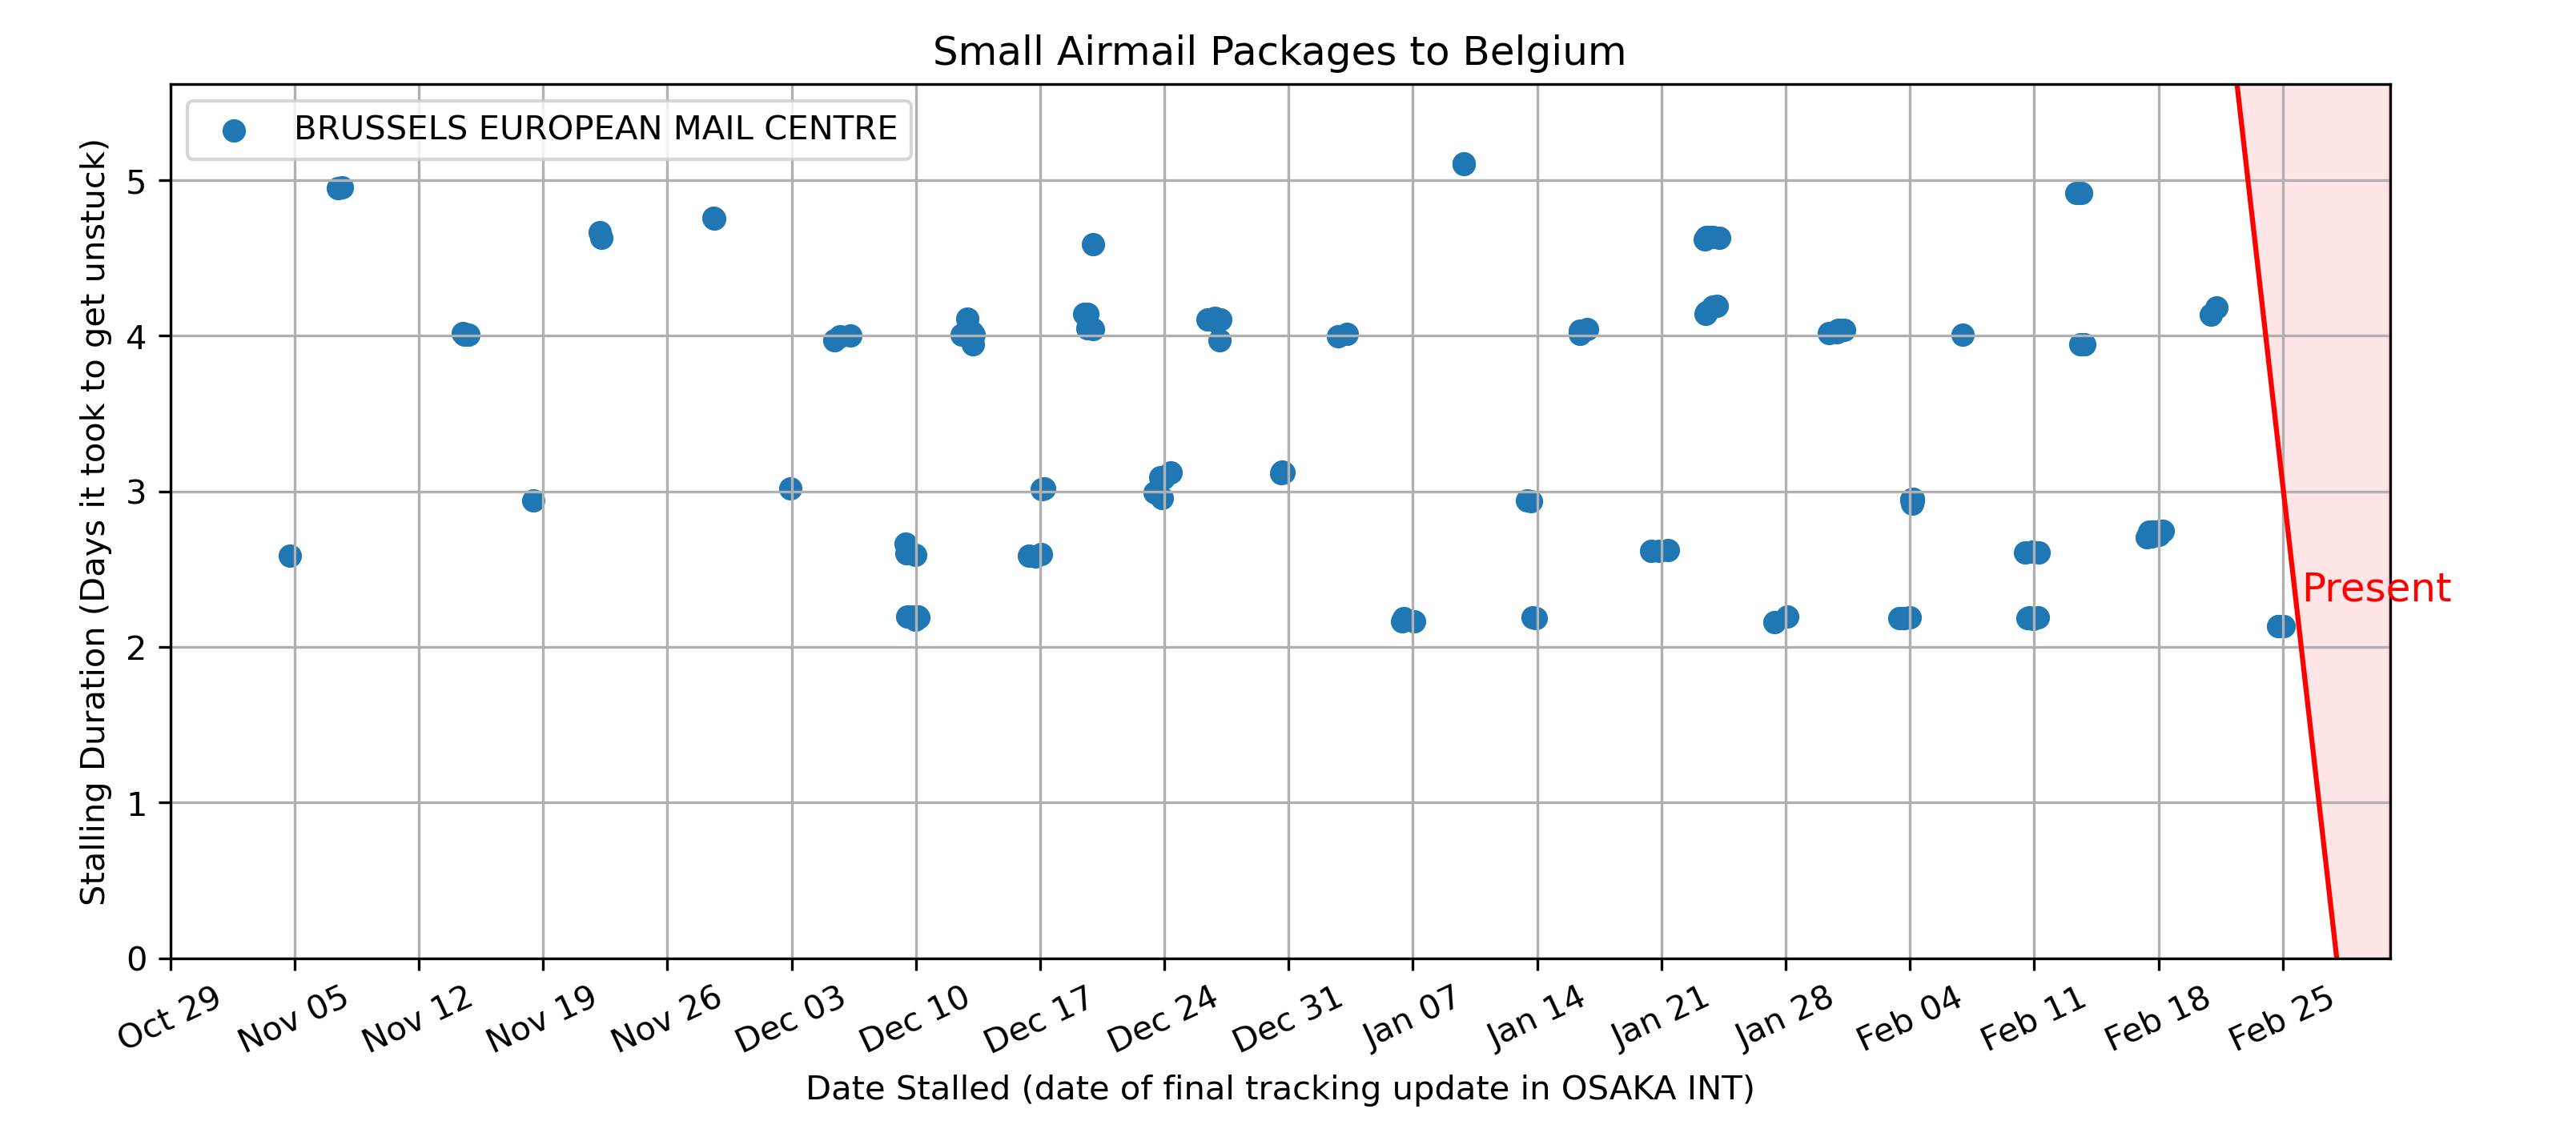 Small Airmail Packages to Belgium
BRUSSELS EUROPEAN MAIL CENTRE
Stalling Duration (Days it took to get unstuck)
5
4
3
2
1
0
Present
Oct 29
Nov 05
Nov 12
Nov 19
Nov 26
Dec 03
Dec 10
Dec 17
Dec 24
Dec 31
Jan 07
Jan 14
Jan 21
Jan 28
Feb 04
Feb 11
Feb 18
Feb 25
Date Stalled (date of final tracking update in OSAKA INT)